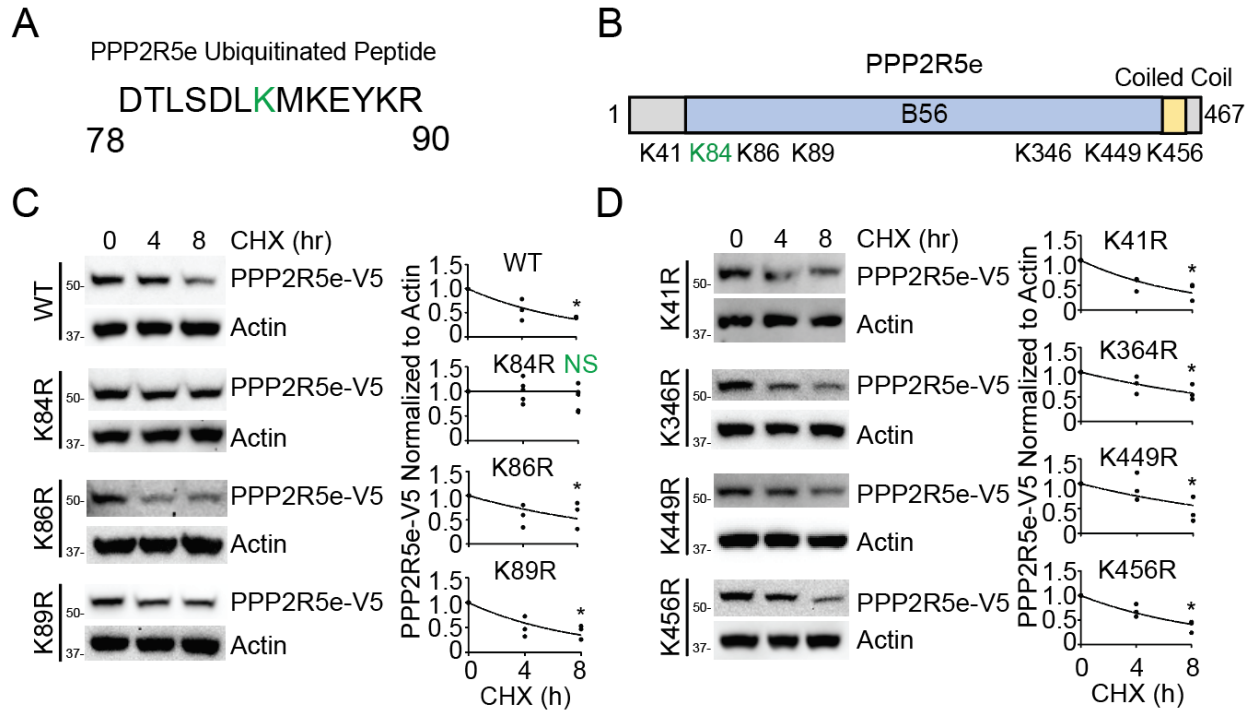 A
PPP2R5e Ubiquitinated Peptide
DTLSDLKMKEYKR
78 90
B
PPP2R5e
Coiled Coil
1 B56 467
K41 K84 K86 K89 K346 K449 K456
C
0 4 8 CHX (hr)
WT
50-
PPP2R5e-V5
37-
Actin
K84R
50-
PPP2R5e-V5
37-
Actin
K86R
50-
PPP2R5e-V5
37-
Actin
K89R
50-
PPP2R5e-V5
37-
Actin
PPP2R5e-V5 Normalized to Actin
WT
1.5
1.0
0.5
0
*
K84R NS
1.5
1.0
0.5
0
K86R
1.5
1.0
0.5
0
*
K89R
1.5
1.0
0.5
0
*
0 4 8
CHX (h)
D
0 4 8 CHX (hr)
K41R
50-
PPP2R5e-V5
37-
Actin
K346R
50-
PPP2R5e-V5
37-
Actin
K449R
50-
PPP2R5e-V5
37-
Actin
K456R
50-
PPP2R5e-V5
37-
Actin
PPP2R5e-V5 Normalized to Actin
K41R
1.5
1.0
0.5
0
*
K364R
1.5
1.0
0.5
0
*
K449R
1.5
1.0
0.5
0
*
K456R
1.5
1.0
0.5
0
*
0 4 8
CHX (h)